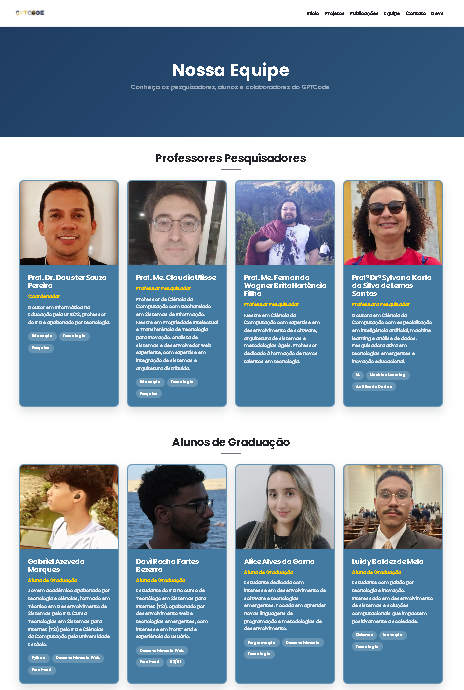 GPTCODE
Início Projetos Publicações Equipe Contato
Nossa Equipe
Conheça os pesquisadores, alunos e colaboradores do GPTCode
Professores Pesquisadores
Prof. Dr. Douster Souza
Pereira
Coordenador
Doutor em Informática na
Educação pela UFRGS, professor
do IFB e apaixonado por tecnologia.
Educação Tecnologia
Pesquisa
Prof. Me. Claudio Ulisse
Professor Pesquisador
Professor de Computação com bacharelado
em Sistemas de Informação.
Mestre em Propriedade Intelectual
e Transferência de Tecnologia
para Inovação. Analista de
sistemas e desenvolvedor web
experiente, com expertise em
integração de sistemas e
arquitetura distribuída.
Educação Tecnologia
Pesquisa
Prof. Me. Fernando
Wagner Brito Hortêncio
Filho
Professor Pesquisador
Mestre em Ciência da
Computação com expertise em
desenvolvimento de software,
arquitetura de sistemas e
metodologias ágeis. Professor
dedicado à formação de novos
talentos em tecnologia.
Profª Drª Sylvana Karla
da Silva de Lemos
Santos
Professora Pesquisadora
Doutora em Ciência da
Computação com especialização
em inteligência artificial, machine
learning e análise de dados.
Pesquisadora ativa em
tecnologias emergentes e
inovação educacional.
IA Machine Learning
Análise de Dados
Alunos de Graduação
Gabriel Azevedo
Marques
Aluno de Graduação
Jovem acadêmico apaixonado por
tecnologia e ciências, formado em
Técnico em Desenvolvimento de
Sistemas pelo IFB. Cursa
Tecnologia em Sistemas para
Internet (TSI) pelo IFB e Ciência
da Computação pela Universidade
Estácio.
Python Desenvolvimento Web
Front-end
Davi Rocha Fortes
Bezerra
Aluno de Graduação
Estudante do IFB no curso de
Tecnologia em Sistemas para
Internet (TSI), apaixonado por
desenvolvimento web e
tecnologias emergentes, com
interesse em front-end e
experiência do usuário.
Desenvolvimento Web
Front-end UX/UI
Alice Alves da Gama
Aluna de Graduação
Estudante dedicada com
interesse em desenvolvimento de
software e tecnologias
emergentes. Focada em aprender
novas linguagens de
programação e metodologias de
desenvolvimento.
Programação Desenvolvimento
Tecnologia
Luidy Baldez de Melo
Aluno de Graduação
Estudante com paixão por
tecnologia e inovação.
Interessado em desenvolvimento
de sistemas e soluções
computacionais que impactem
positivamente a sociedade.
Sistemas Inovação
Tecnologia